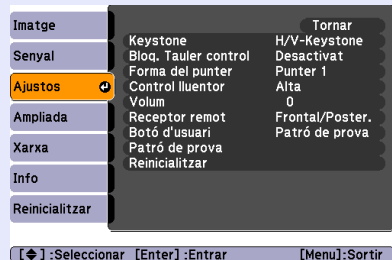 Imatge
Senyal
Ajustos
Ampliada
Xarxa
Info
Reinicialitzar
Tornar
Keystone H/V-Keystone
Bloq. Tauler control Desactivat
Forma del punter Punter 1
Control lluentor Alta
Volum 0
Receptor remot Frontal/Poster.
Botó d'usuari Patró de prova
Patró de prova
Reinicialitzar
[ ] :Seleccionar [Enter] :Entrar [Menu]:Sortir